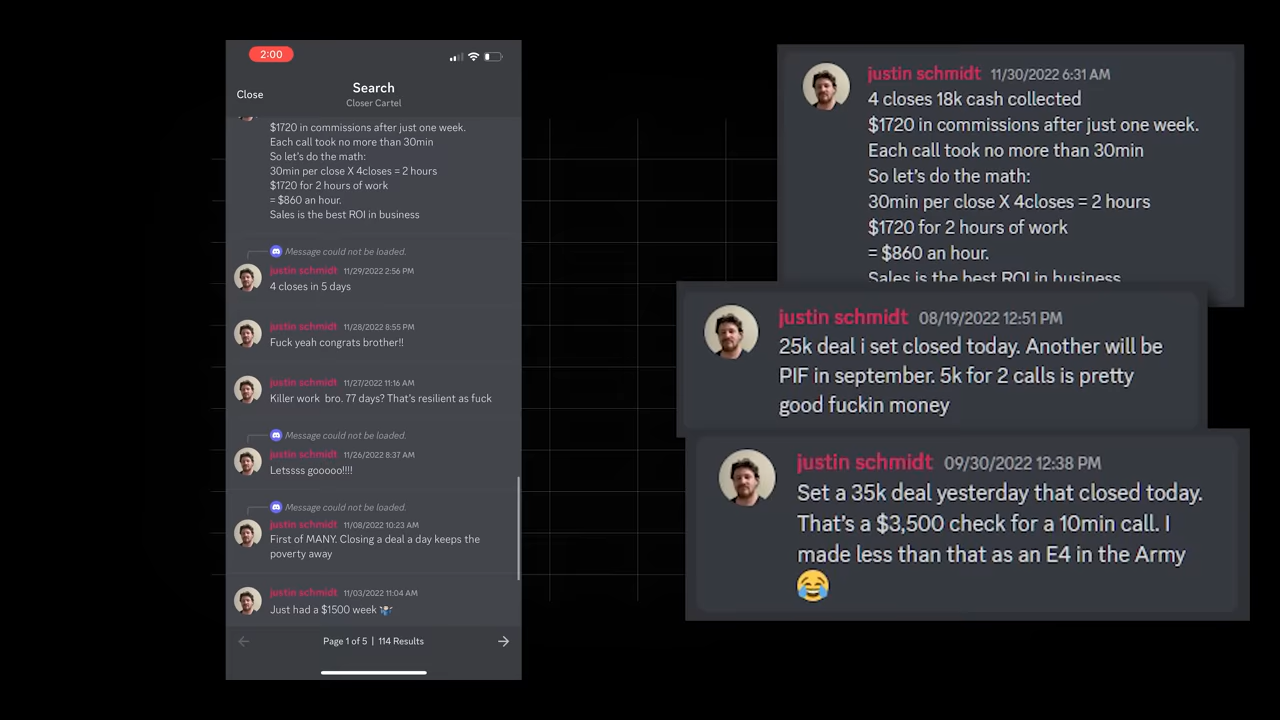 2:00
Close
Search
Closer Cartel
$1720 in commissions after just one week.
Each call took no more than 30min
So let's do the math:
30min per close X 4closes = 2 hours
$1720 for 2 hours of work
= $860 an hour.
Sales is the best ROI in business
Message could not be loaded.
justin schmidt 11/29/2022 2:56 PM
4 closes in 5 days
justin schmidt 11/28/2022 8:55 PM
Fuck yeah congrats brother!!
justin schmidt 11/27/2022 11:16 AM
Killer work bro. 77 days? That's resilient as fuck
Message could not be loaded.
justin schmidt 11/26/2022 8:37 AM
Letssss gooooo!!!!
Message could not be loaded.
justin schmidt 11/08/2022 10:23 AM
First of MANY. Closing a deal a day keeps the
poverty away
justin schmidt 11/03/2022 11:04 AM
Just had a $1500 week
Page 1 of 5 | 114 Results
justin schmidt 11/30/2022 6:31 AM
4 closes 18k cash collected
$1720 in commissions after just one week.
Each call took no more than 30min
So let's do the math:
30min per close X 4closes = 2 hours
$1720 for 2 hours of work
= $860 an hour.
Sales is the best ROI in business
justin schmidt 08/19/2022 12:51 PM
25k deal i set closed today. Another will be
PIF in september. 5k for 2 calls is pretty
good fuckin money
justin schmidt 09/30/2022 12:38 PM
Set a 35k deal yesterday that closed today.
That's a $3,500 check for a 10min call. I
made less than that as an E4 in the Army
😂